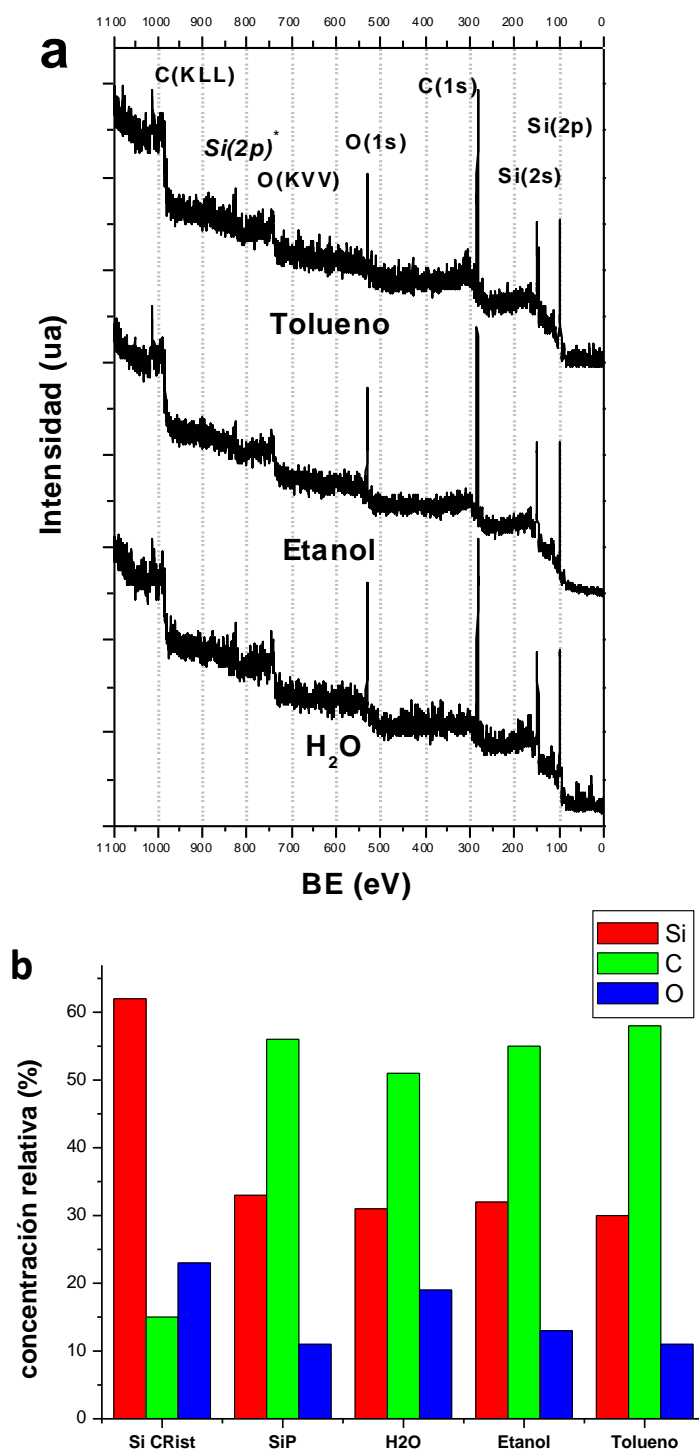 1100 1000 900 800 700 600 500 400 300 200 100 0
a
C(KLL)
C(1s)
Si(2p)
Si(2p)*
O(1s)
O(KVV)
Si(2s)
Tolueno
Etanol
H2O
Intensidad (ua)
1100 1000 900 800 700 600 500 400 300 200 100 0
BE (eV)
b
Si
C
O
60
50
40
30
20
10
0
concentración relativa (%)
Si CRist SiP H2O Etanol Tolueno